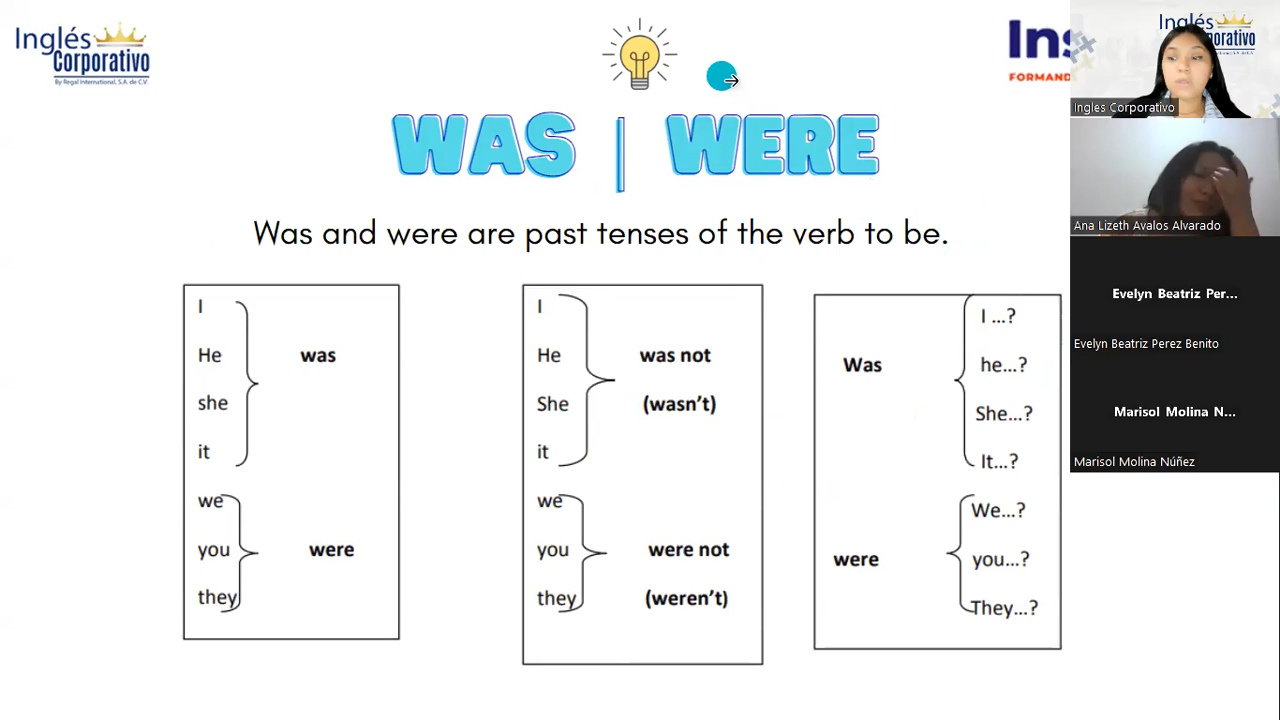 Inglés
Corporativo
By Regal International, S.A. de C.V.
Ins
FORMAND
WAS | WERE
Was and were are past tenses of the verb to be.
I
He
she
it
was
we
you
they
were
I
He
She
it
was not
(wasn't)
we
you
they
were not
(weren't)
Was
I ...?
he...?
She...?
It...?
were
We...?
you...?
They...?
Inglés
rporativo
Ingles Corporativo
Ana Lizeth Avalos Alvarado
Evelyn Beatriz Per...
Evelyn Beatriz Perez Benito
Marisol Molina N...
Marisol Molina Núñez